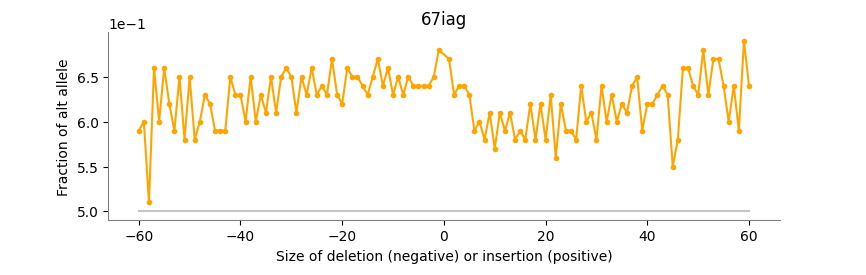 67iag
1e−1
Fraction of alt allele
6.5
6.0
5.5
5.0
−60
−40
−20
0
20
40
60
Size of deletion (negative) or insertion (positive)